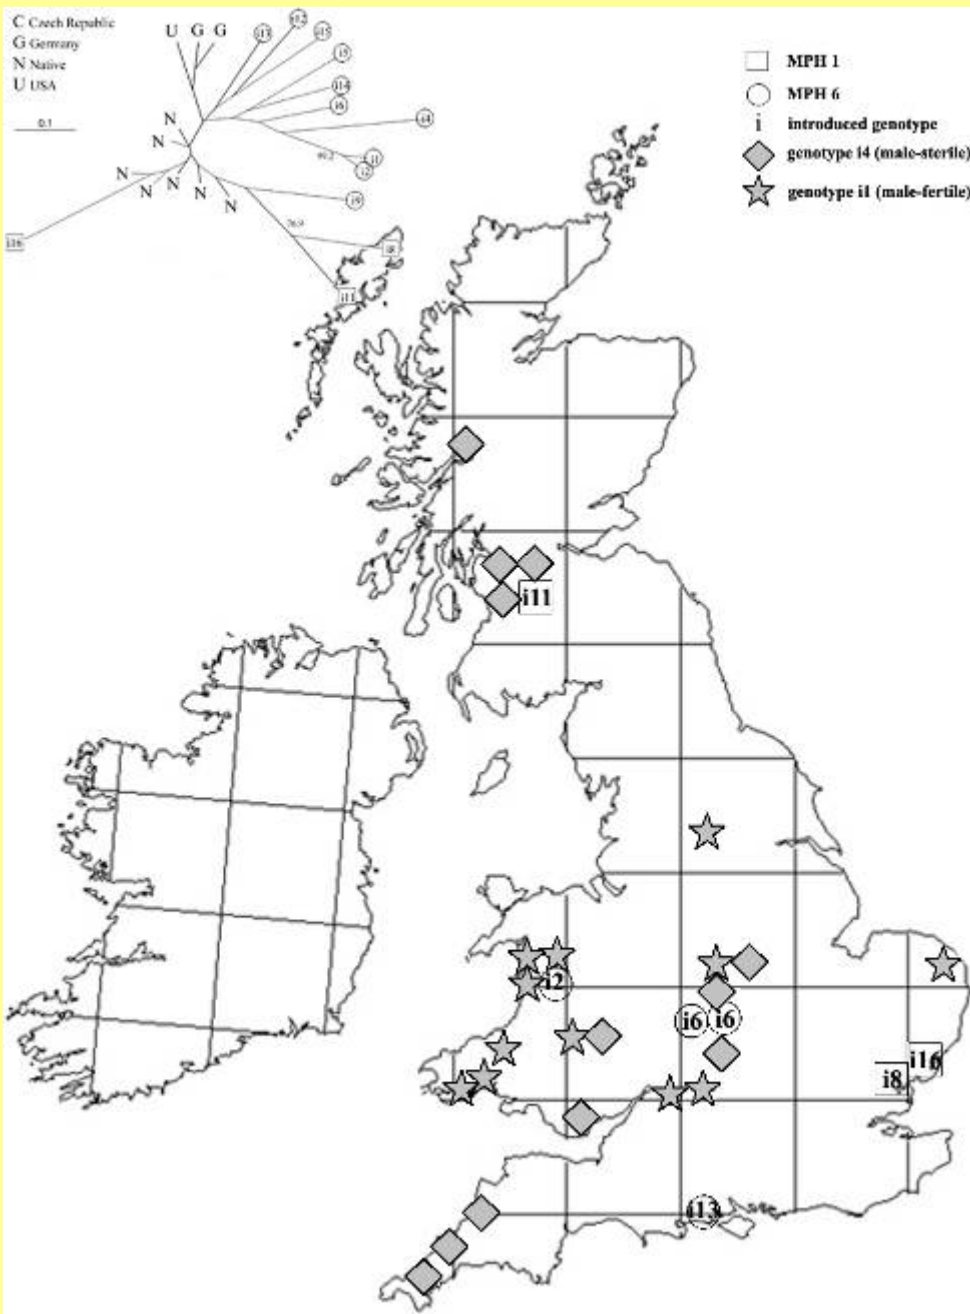 C Czech Republic
G Germany
N Native
U USA
0.1
U G G
i13
i12
i15
i5
i14
i6
i4
i1
i2
i9
76.9
i8
i11
i16
N
N
N
N
N
N
N
MPH 1
MPH 6
i introduced genotype
genotype i4 (male-sterile)
genotype i1 (male-fertile)
i11
i2
i6
i6
i16
i8
i13